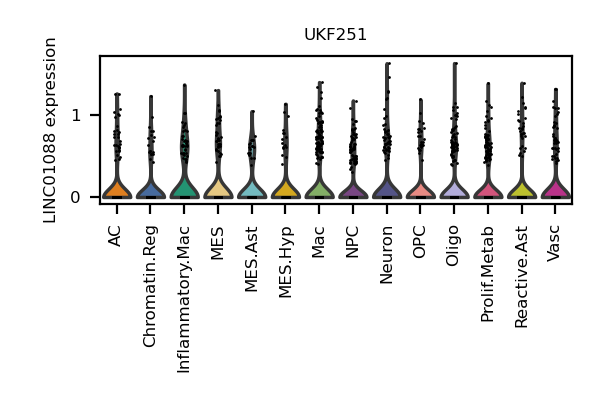 UKF251
LINC01088 expression
1
0
AC
Chromatin.Reg
Inflammatory.Mac
MES
MES.Ast
MES.Hyp
Mac
NPC
Neuron
OPC
Oligo
Prolif.Metab
Reactive.Ast
Vasc